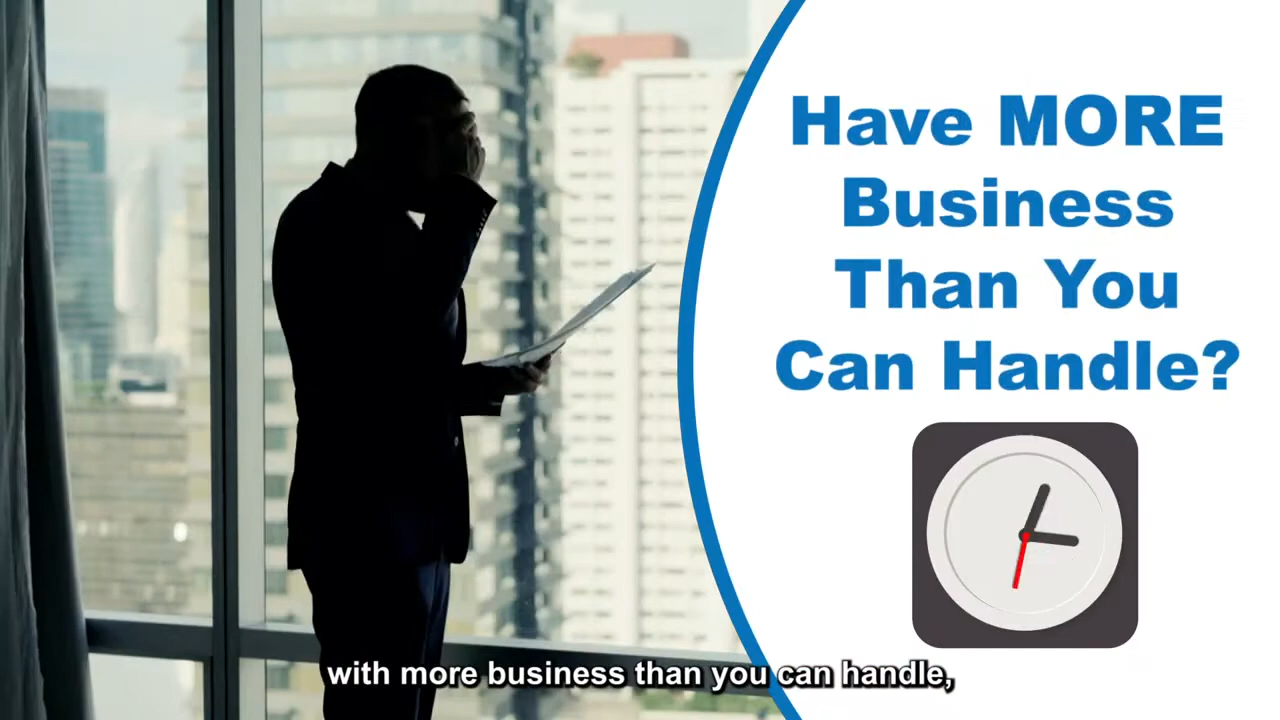 Have MORE
Business
Than You
Can Handle?
with more business than you can handle,